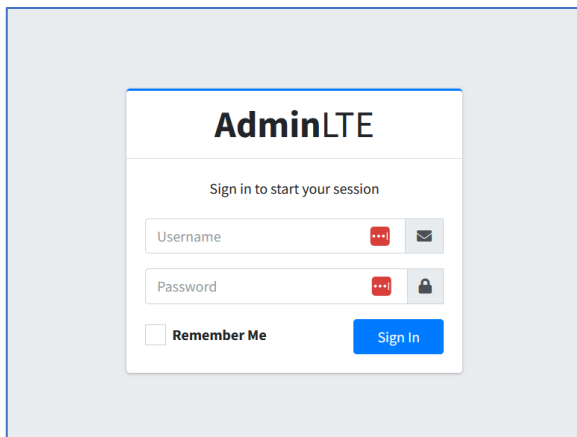 AdminLTE
Sign in to start your session
Username
Password
Remember Me
Sign In